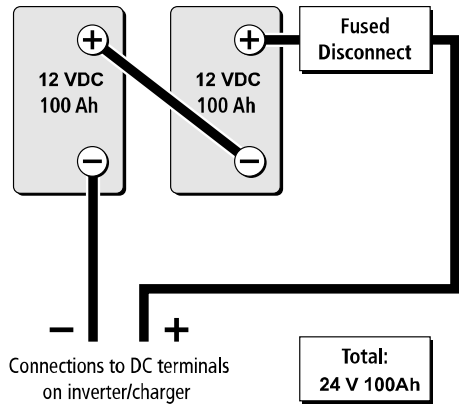 +
12 VDC
100 Ah
−
+
12 VDC
100 Ah
−
Fused
Disconnect
− +
Connections to DC terminals
on inverter/charger
Total:
24 V 100Ah